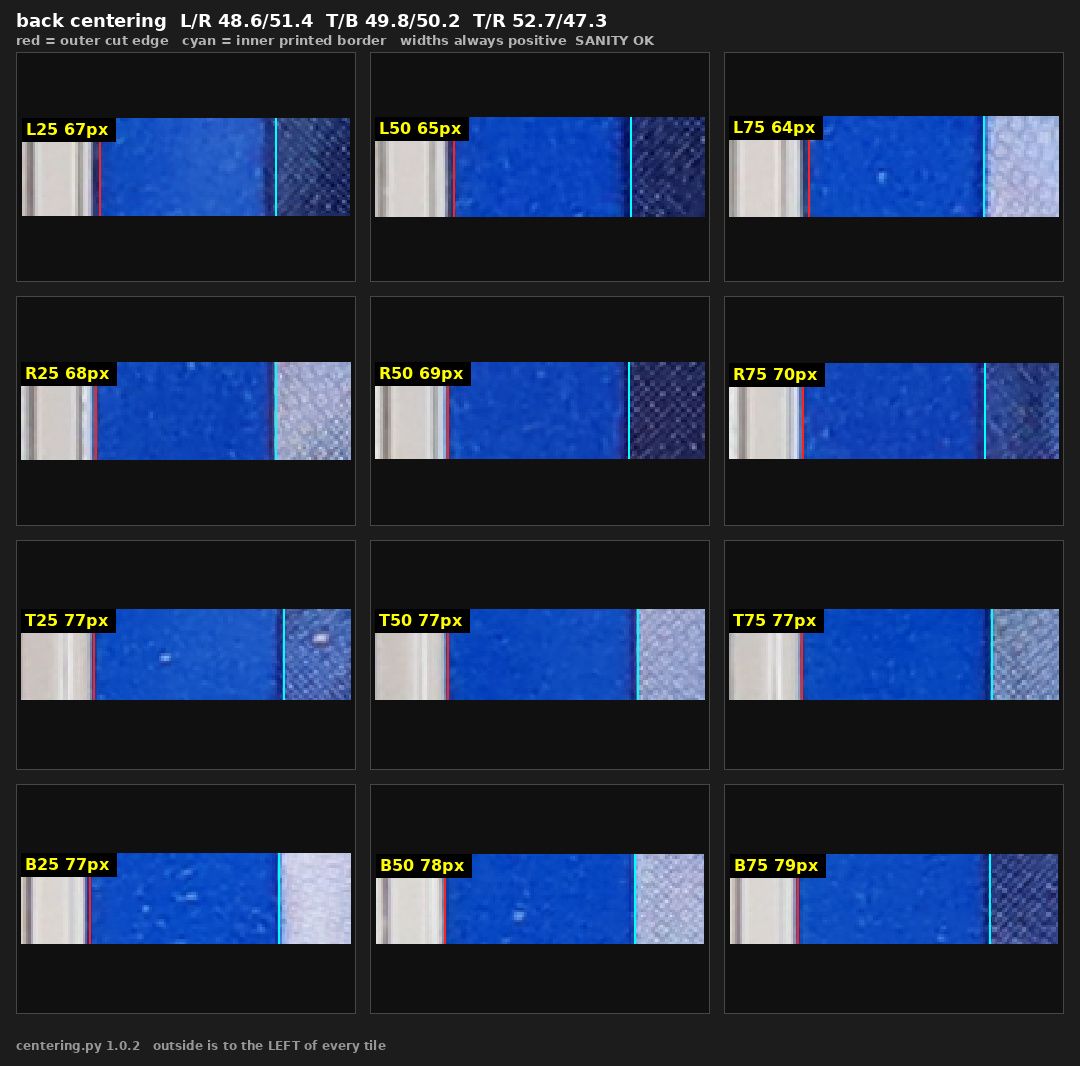 back centering  L/R 48.6/51.4  T/B 49.8/50.2  T/R 52.7/47.3
red = outer cut edge   cyan = inner printed border   widths always positive  SANITY OK
L25 67px
L50 65px
L75 64px
R25 68px
R50 69px
R75 70px
T25 77px
T50 77px
T75 77px
B25 77px
B50 78px
B75 79px
centering.py 1.0.2   outside is to the LEFT of every tile